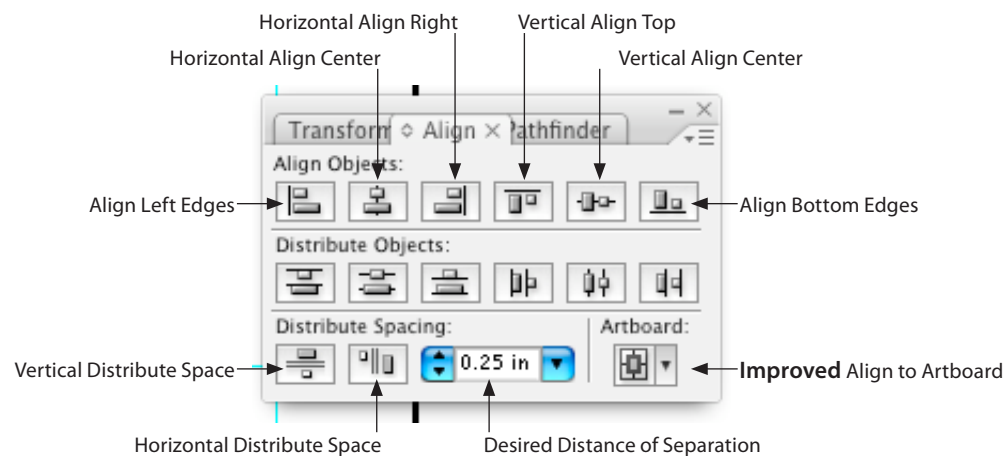 Horizontal Align Right
Vertical Align Top
Horizontal Align Center
Vertical Align Center
Transform
Align
Pathfinder
Align Objects:
Align Left Edges
Align Bottom Edges
Distribute Objects:
Distribute Spacing:
Artboard:
Vertical Distribute Space
0.25 in
Improved Align to Artboard
Horizontal Distribute Space
Desired Distance of Separation